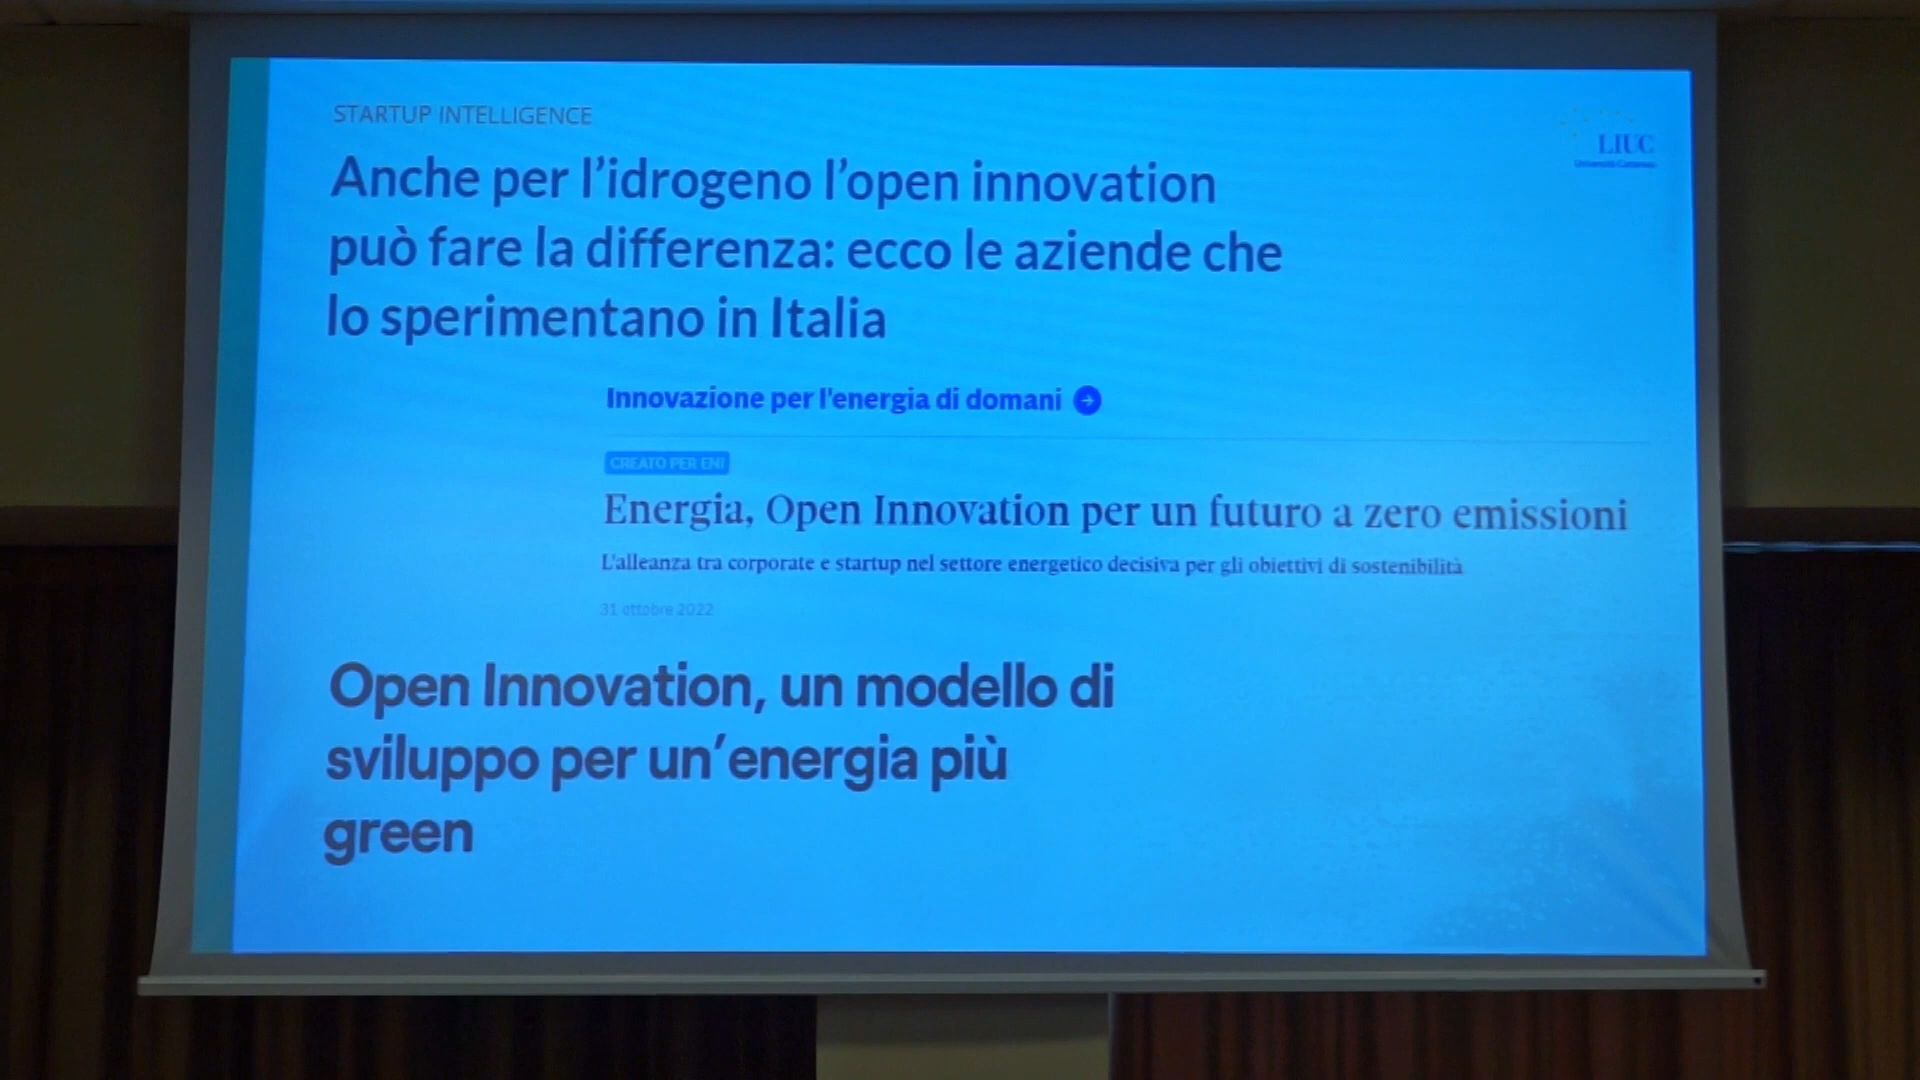 STARTUP INTELLIGENCE
LIUC
Anche per l’idrogeno l’open innovation
può fare la differenza: ecco le aziende che
lo sperimentano in Italia
Innovazione per l'energia di domani
CREATO PER ENI
Energia, Open Innovation per un futuro a zero emissioni
L'alleanza tra corporate e startup nel settore energetico decisiva per gli obiettivi di sostenibilità
31 ottobre 2022
Open Innovation, un modello di
sviluppo per un’energia più
green